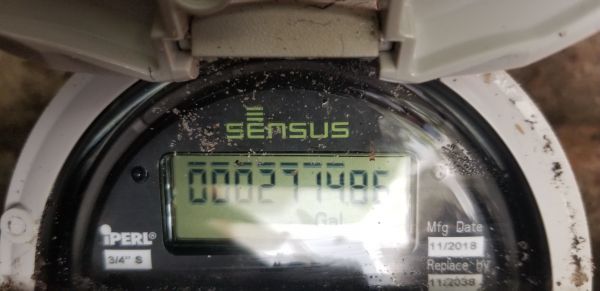 sensus
000277486
Gal
iPERL®
3/4" S
Mfg Date
11/2018
Replace by
11/2038